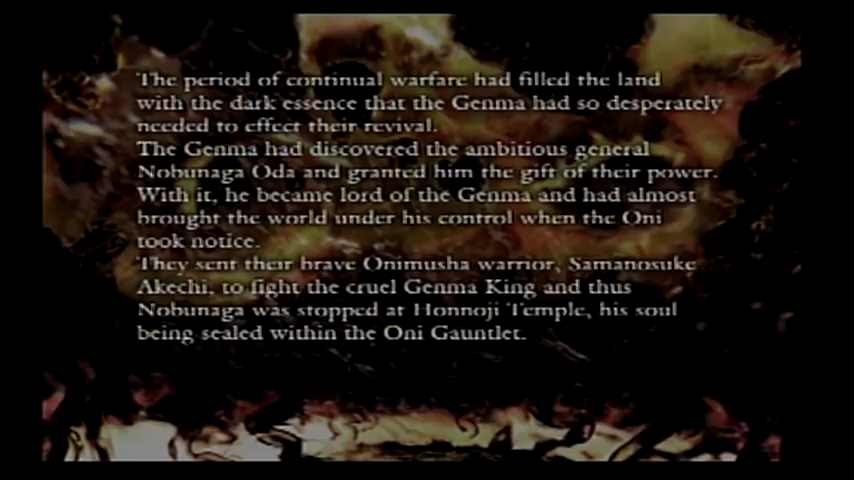 The period of continual warfare had filled the land
with the dark essence that the Genma had so desperately
needed to effect their revival.
The Genma had discovered the ambitious general
Nobunaga Oda and granted him the gift of their power.
With it, he became lord of the Genma and had almost
brought the world under his control when the Oni
took notice.
They sent their brave Onimusha warrior, Samanosuke
Akechi, to fight the cruel Genma King and thus
Nobunaga was stopped at Honnoji Temple, his soul
being sealed within the Oni Gauntlet.